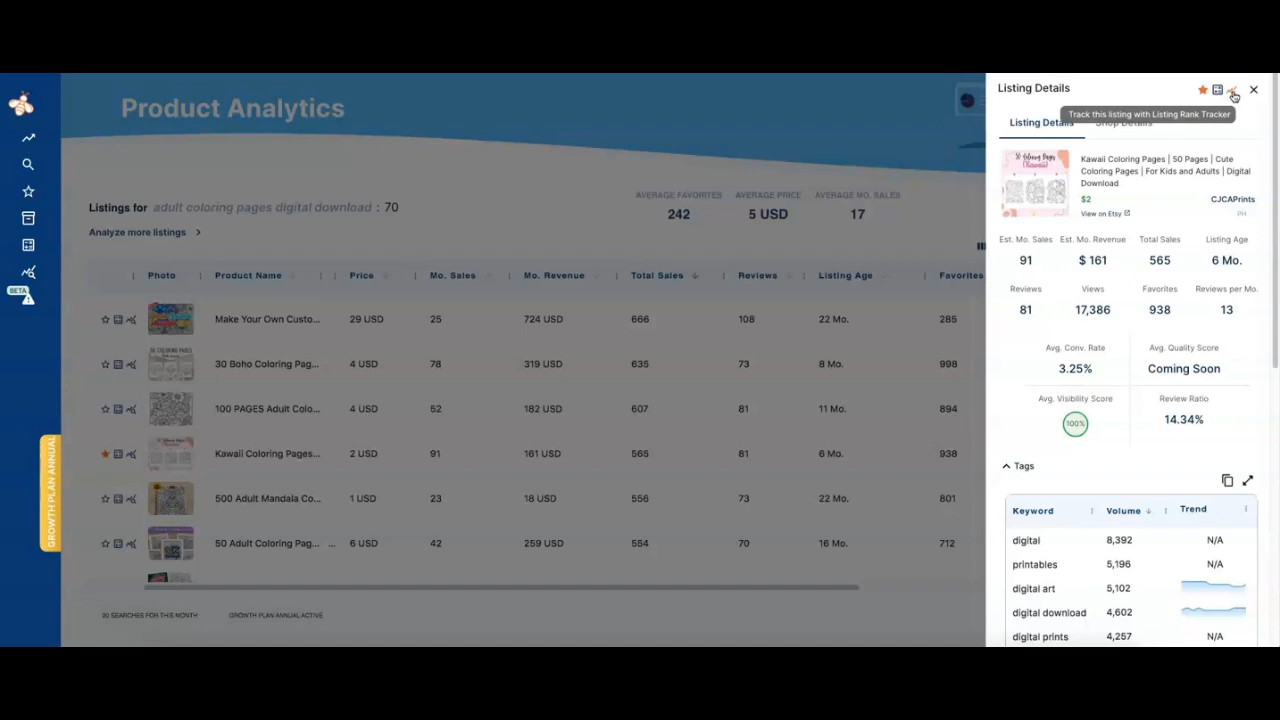 Product Analytics
Listings for adult coloring pages digital download : 70
Analyze more listings >
AVERAGE FAVORITES AVERAGE PRICE AVERAGE MO. SALES
242 5 USD 17
Photo Product Name Price Mo. Sales Mo. Revenue Total Sales Reviews Listing Age Favorites
Make Your Own Custo... 29 USD 25 724 USD 666 108 22 Mo. 285
30 Boho Coloring Pag... 4 USD 78 319 USD 635 73 8 Mo. 998
100 PAGES Adult Colo... 4 USD 52 182 USD 607 81 11 Mo. 894
Kawaii Coloring Pages... 2 USD 91 161 USD 565 81 6 Mo. 938
500 Adult Mandala Co... 1 USD 23 18 USD 556 73 22 Mo. 801
50 Adult Coloring Pag... ... 6 USD 42 259 USD 554 70 16 Mo. 712
90 SEARCHES FOR THIS MONTH GROWTH PLAN ANNUAL ACTIVE
BETA
GROWTH PLAN ANNUAL
Listing Details
Track this listing with Listing Rank Tracker
Listing Details Shop Details
Kawaii Coloring Pages | 50 Pages | Cute
Coloring Pages | For Kids and Adults | Digital
Download
$2 CJCAPrints
View on Etsy PH
Est. Mo. Sales Est. Mo. Revenue Total Sales Listing Age
91 $ 161 565 6 Mo.
Reviews Views Favorites Reviews per Mo.
81 17,386 938 13
Avg. Conv. Rate Avg. Quality Score
3.25% Coming Soon
Avg. Visibility Score Review Ratio
100% 14.34%
Tags
Keyword Volume Trend
digital 8,392 N/A
printables 5,196 N/A
digital art 5,102
digital download 4,602
digital prints 4,257 N/A